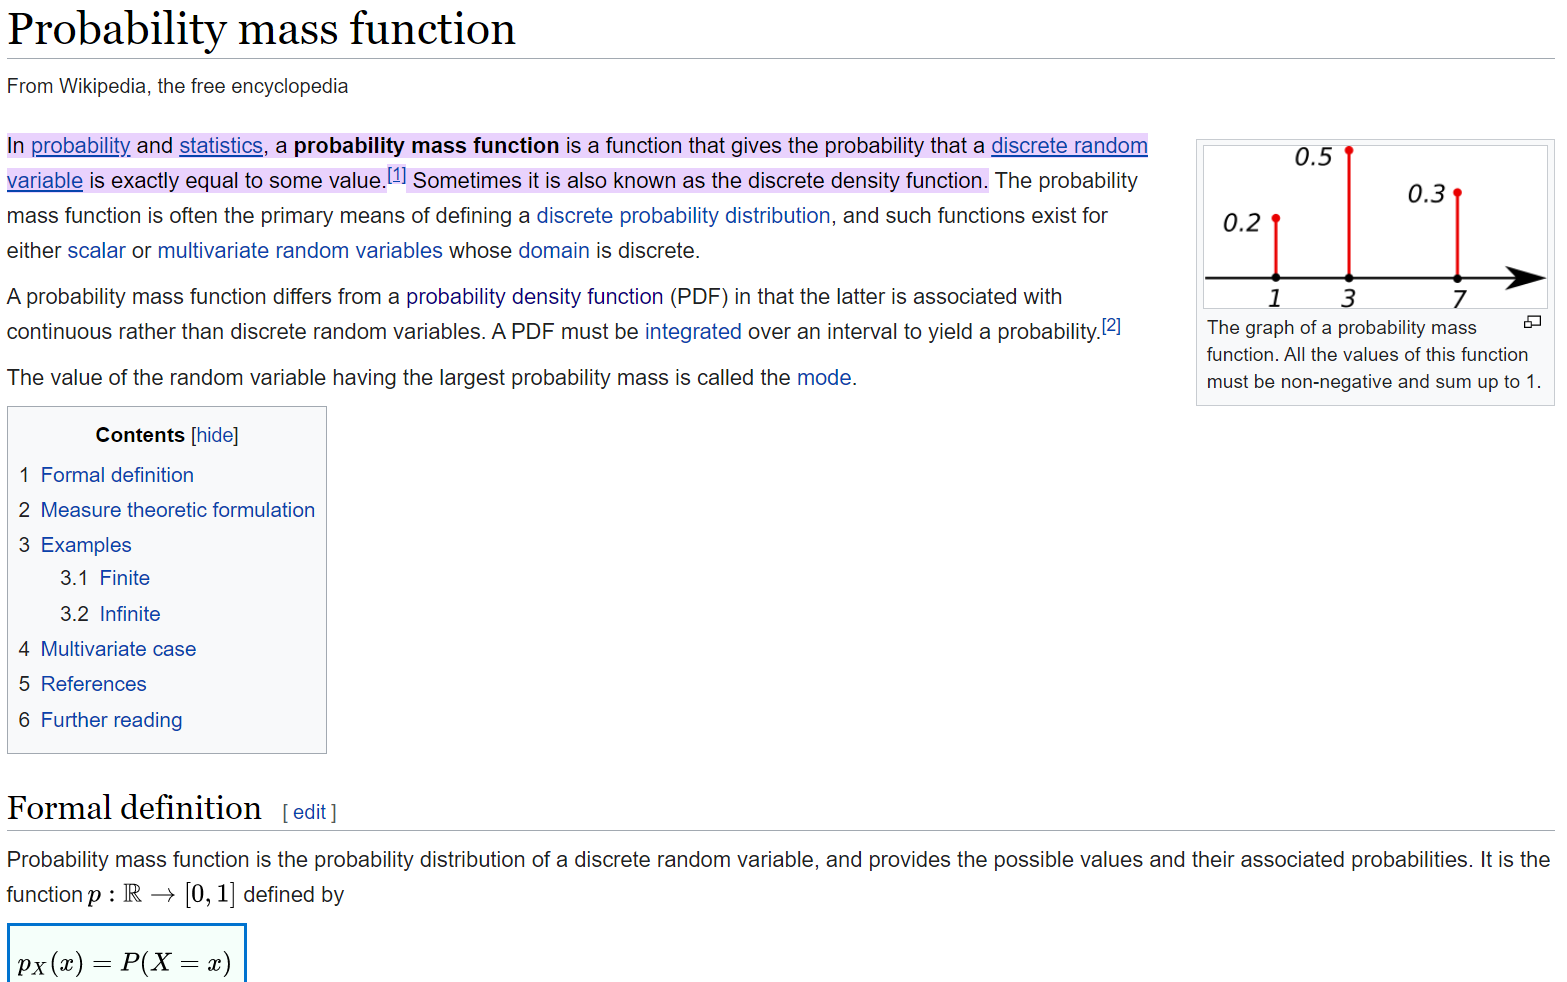 Probability mass function
From Wikipedia, the free encyclopedia
In probability and statistics, a probability mass function is a function that gives the probability that a discrete random
variable is exactly equal to some value.[1] Sometimes it is also known as the discrete density function. The probability
mass function is often the primary means of defining a discrete probability distribution, and such functions exist for
either scalar or multivariate random variables whose domain is discrete.
A probability mass function differs from a probability density function (PDF) in that the latter is associated with
continuous rather than discrete random variables. A PDF must be integrated over an interval to yield a probability.[2]
The value of the random variable having the largest probability mass is called the mode.
0.5
0.3
0.2
1 3 7
The graph of a probability mass
function. All the values of this function
must be non-negative and sum up to 1.
Contents [hide]
1 Formal definition
2 Measure theoretic formulation
3 Examples
3.1 Finite
3.2 Infinite
4 Multivariate case
5 References
6 Further reading
Formal definition [ edit ]
Probability mass function is the probability distribution of a discrete random variable, and provides the possible values and their associated probabilities. It is the
function p : ℝ → [0, 1] defined by
p_X(x) = P(X = x)